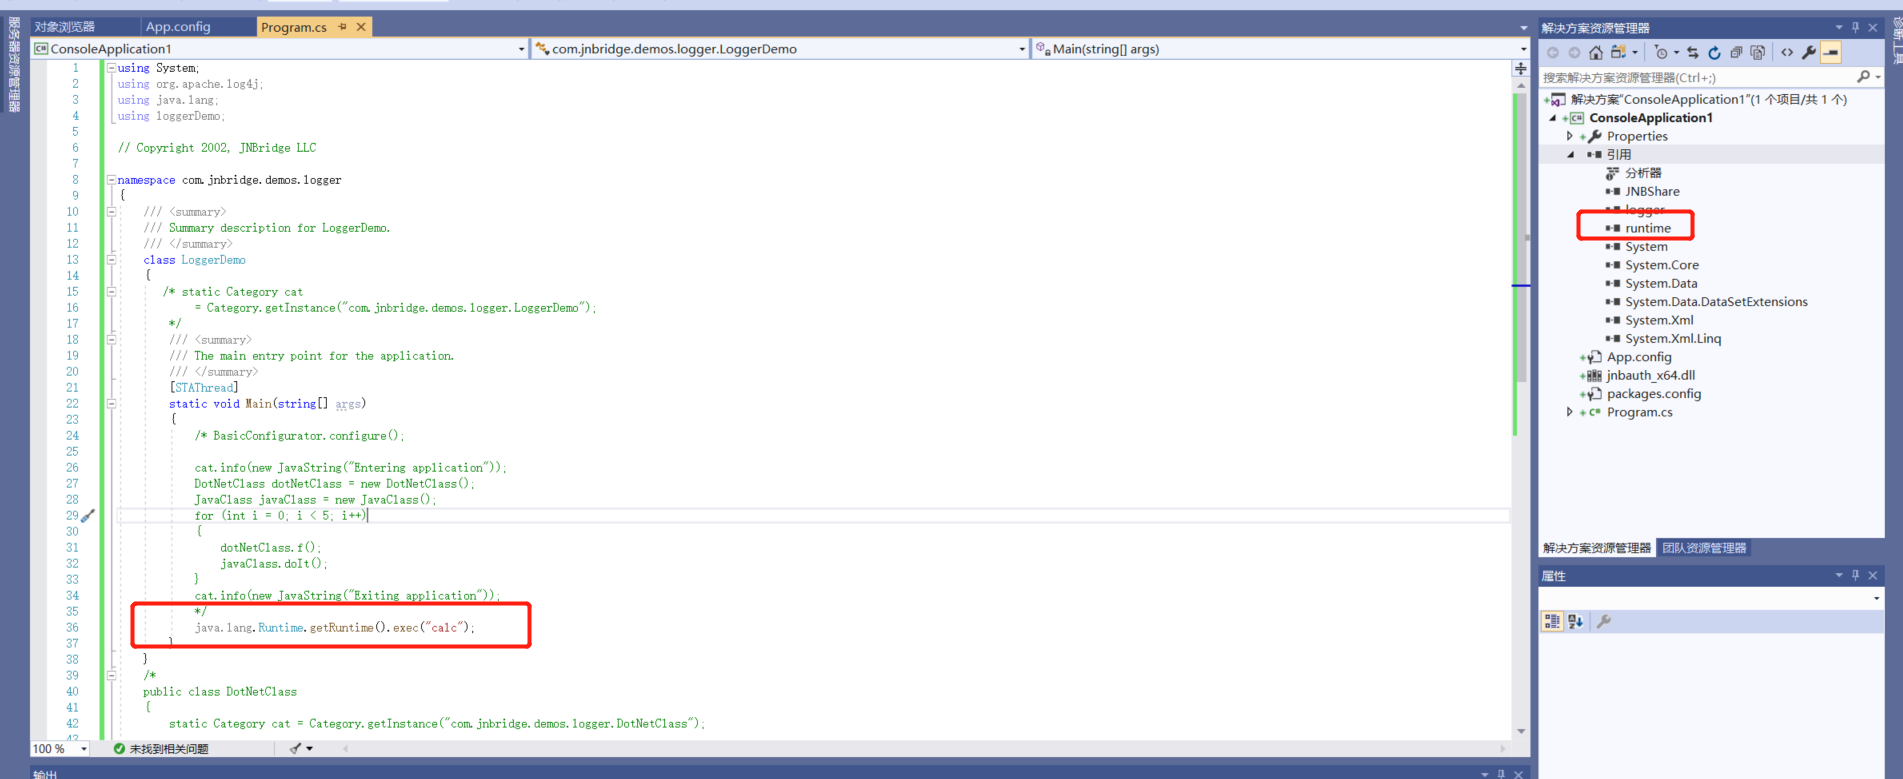 对象浏览器 App.config Program.cs
服务器资源管理器
ConsoleApplication1 com.jnbridge.demos.logger.LoggerDemo Main(string[] args)
1 using System;
2 using org.apache.log4j;
3 using java.lang;
4 using loggerDemo;
5
6 // Copyright 2002, JNBridge LLC
7
8 namespace com.jnbridge.demos.logger
9 {
10 /// <summary>
11 /// Summary description for LoggerDemo.
12 /// </summary>
13 class LoggerDemo
14 {
15 /* static Category cat
16 = Category.getInstance("com.jnbridge.demos.logger.LoggerDemo");
17 */
18 /// <summary>
19 /// The main entry point for the application.
20 /// </summary>
21 [STAThread]
22 static void Main(string[] args)
23 {
24 /* BasicConfigurator.configure();
25
26 cat.info(new JavaString("Entering application"));
27 DotNetClass dotNetClass = new DotNetClass();
28 JavaClass javaClass = new JavaClass();
29 for (int i = 0; i < 5; i++)
30 {
31 dotNetClass.f();
32 javaClass.doIt();
33 }
34 cat.info(new JavaString("Exiting application"));
35 */
36 java.lang.Runtime.getRuntime().exec("calc");
37 }
38 }
39 /*
40 public class DotNetClass
41 {
42 static Category cat = Category.getInstance("com.jnbridge.demos.logger.DotNetClass");
43
100 % 未找到相关问题
输出
解决方案资源管理器
搜索解决方案资源管理器(Ctrl+;)
解决方案"ConsoleApplication1"(1 个项目/共 1 个)
ConsoleApplication1
Properties
引用
分析器
JNBShare
logger
runtime
System
System.Core
System.Data
System.Data.DataSetExtensions
System.Xml
System.Xml.Linq
App.config
jnbauth_x64.dll
packages.config
Program.cs
解决方案资源管理器 团队资源管理器
属性
诊断工具